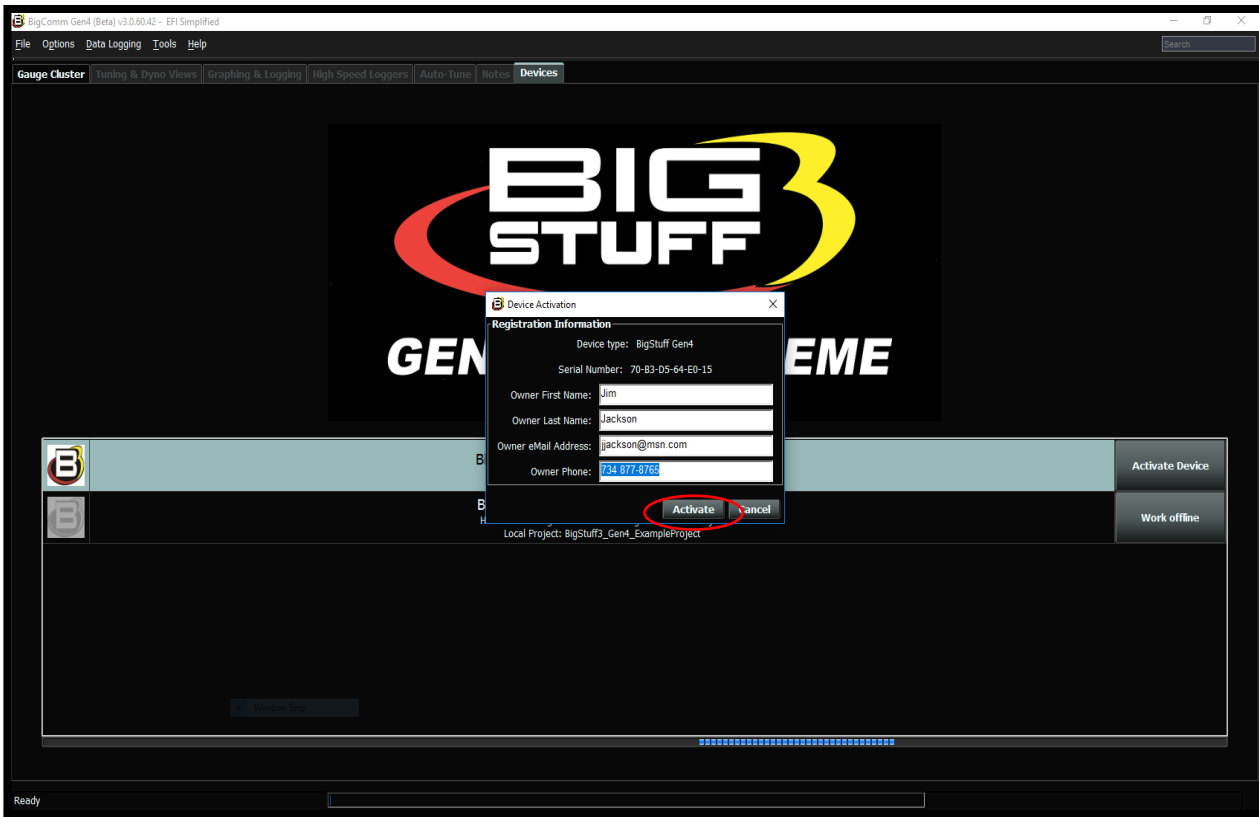 BigComm Gen4 (Beta) v3.0.60.42 - EFI Simplified
File Options Data Logging Tools Help
Search
Gauge Cluster Tuning & Dyno Views Graphing & Logging High Speed Loggers Auto-Tune Notes Devices
BIG 3
STUFF
Device Activation
Registration Information
Device type: BigStuff Gen4
GEN EME
Serial Number: 70-B3-D5-64-E0-15
Owner First Name: Jim
Owner Last Name: Jackson
Owner eMail Address: jjackson@msn.com
Owner Phone: 734 877-8765
Activate Device
Activate Cancel
Work offline
Local Project: BigStuff3_Gen4_ExampleProject
Window Snip
Ready